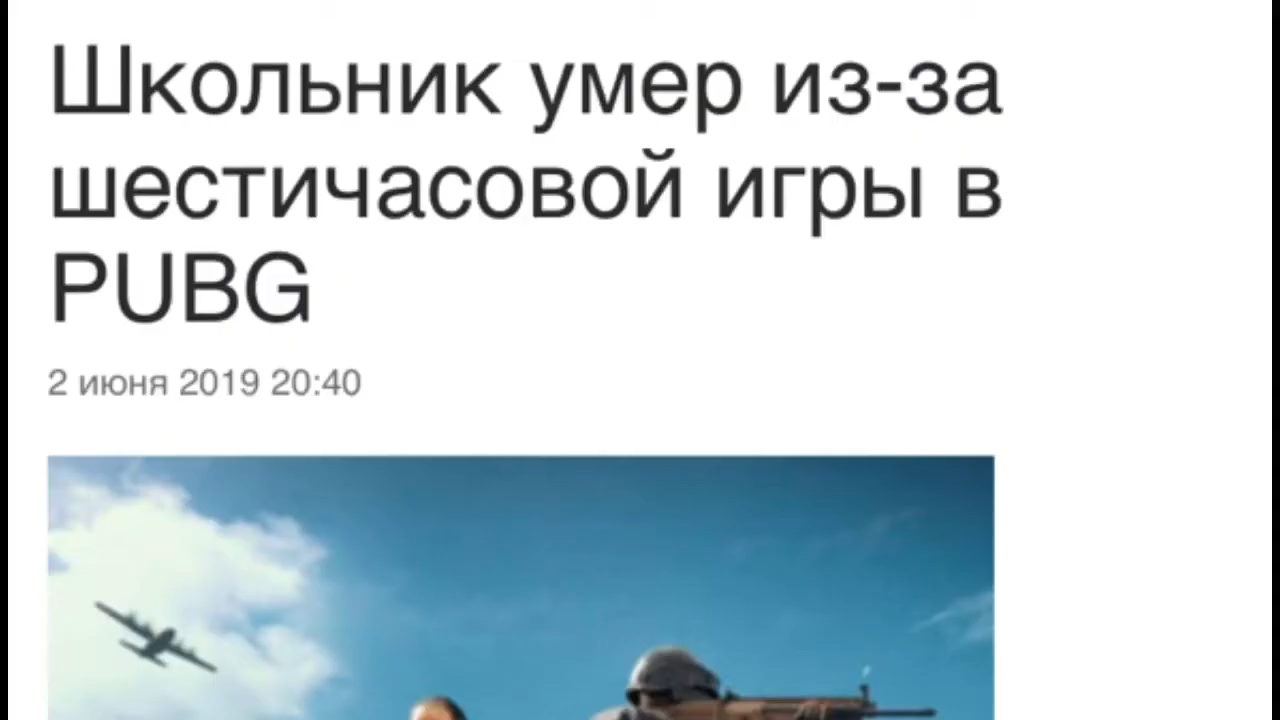 Школьник умер из-за
шестичасовой игры в
PUBG
2 июня 2019 20:40